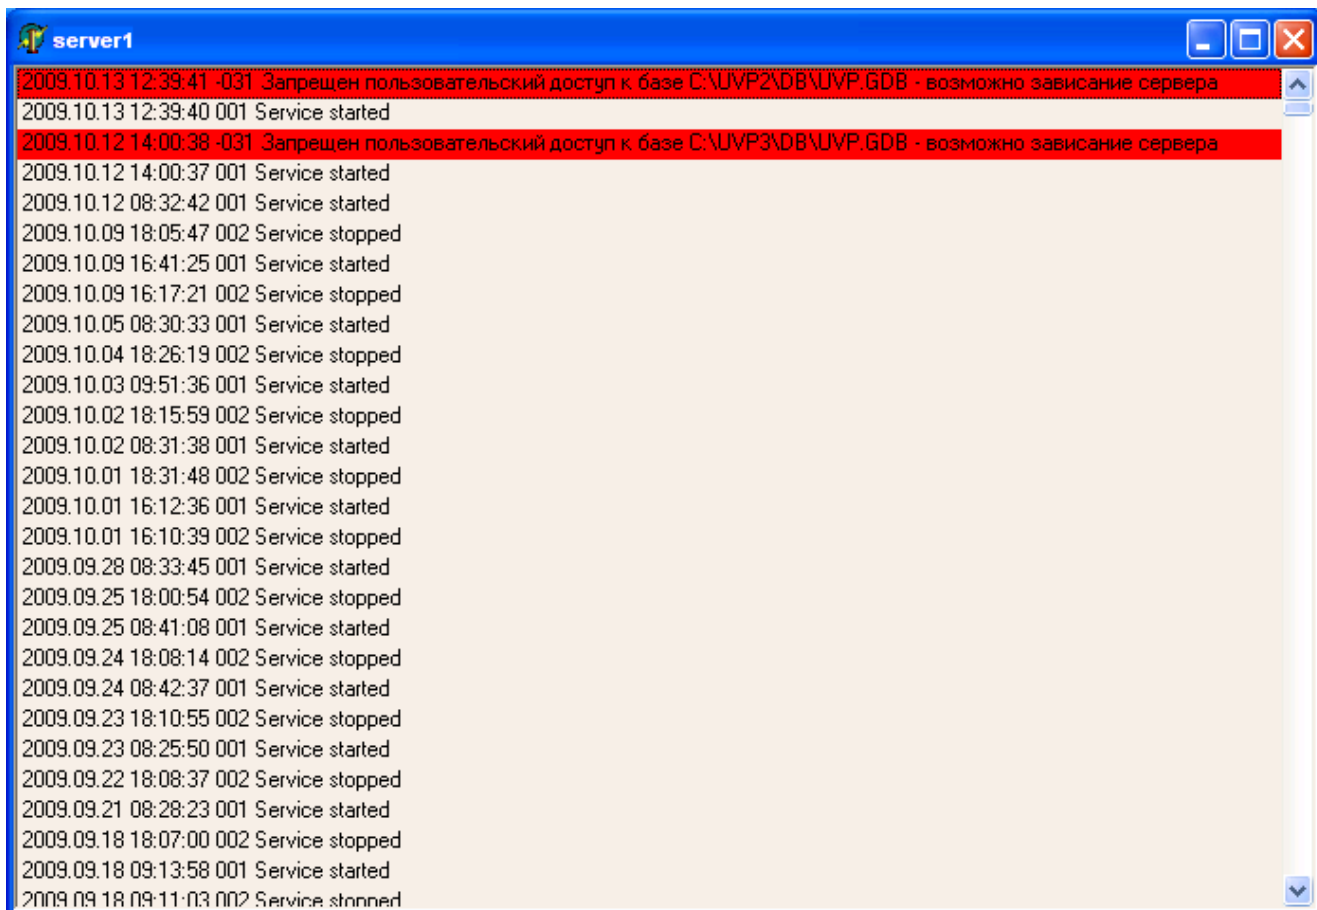 server1
2009.10.13 12:39:41 -031 Запрещен пользовательский доступ к базе C:\UVP2\DB\UVP.GDB - возможно зависание сервера
2009.10.13 12:39:40 001 Service started
2009.10.12 14:00:38 -031 Запрещен пользовательский доступ к базе C:\UVP3\DB\UVP.GDB - возможно зависание сервера
2009.10.12 14:00:37 001 Service started
2009.10.12 08:32:42 001 Service started
2009.10.09 18:05:47 002 Service stopped
2009.10.09 16:41:25 001 Service started
2009.10.09 16:17:21 002 Service stopped
2009.10.05 08:30:33 001 Service started
2009.10.04 18:26:19 002 Service stopped
2009.10.03 09:51:36 001 Service started
2009.10.02 18:15:59 002 Service stopped
2009.10.02 08:31:38 001 Service started
2009.10.01 18:31:48 002 Service stopped
2009.10.01 16:12:36 001 Service started
2009.10.01 16:10:39 002 Service stopped
2009.09.28 08:33:45 001 Service started
2009.09.25 18:00:54 002 Service stopped
2009.09.25 08:41:08 001 Service started
2009.09.24 18:08:14 002 Service stopped
2009.09.24 08:42:37 001 Service started
2009.09.23 18:10:55 002 Service stopped
2009.09.23 08:25:50 001 Service started
2009.09.22 18:08:37 002 Service stopped
2009.09.21 08:28:23 001 Service started
2009.09.18 18:07:00 002 Service stopped
2009.09.18 09:13:58 001 Service started
2009.09.18 09:11:03 002 Service stopped